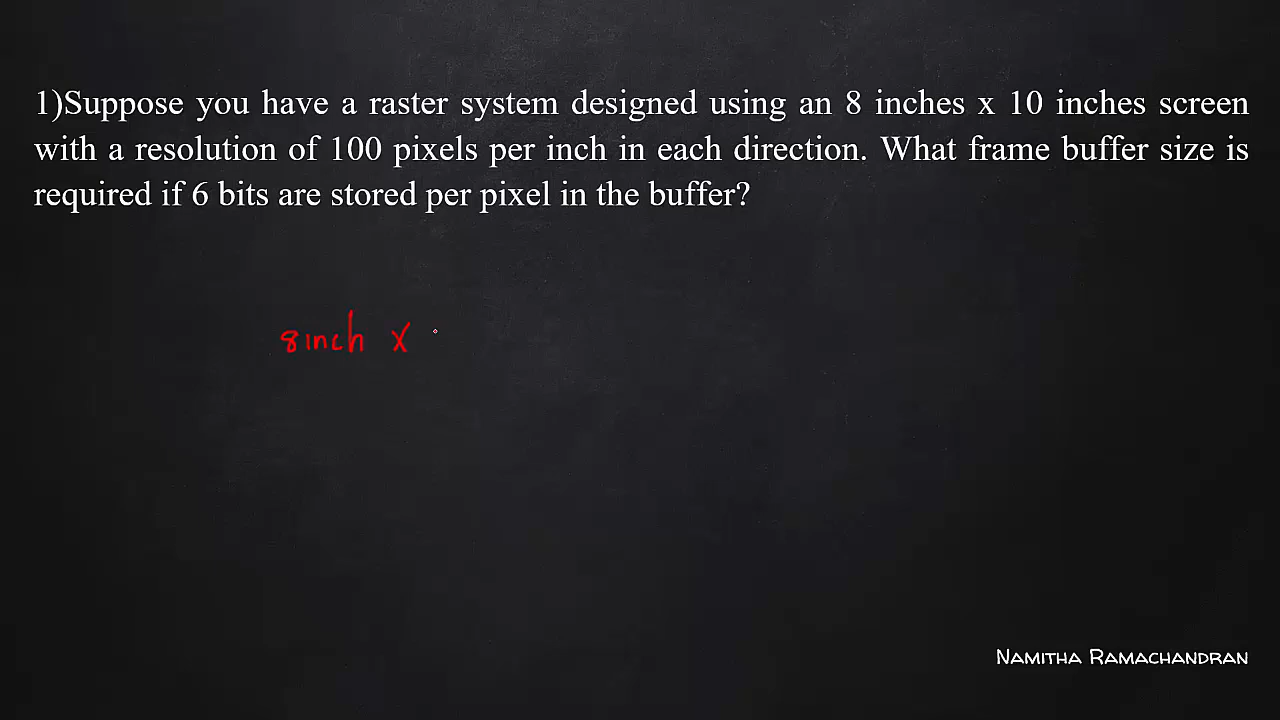 1)Suppose you have a raster system designed using an 8 inches x 10 inches screen
with a resolution of 100 pixels per inch in each direction. What frame buffer size is
required if 6 bits are stored per pixel in the buffer?
8inch X
Namitha Ramachandran